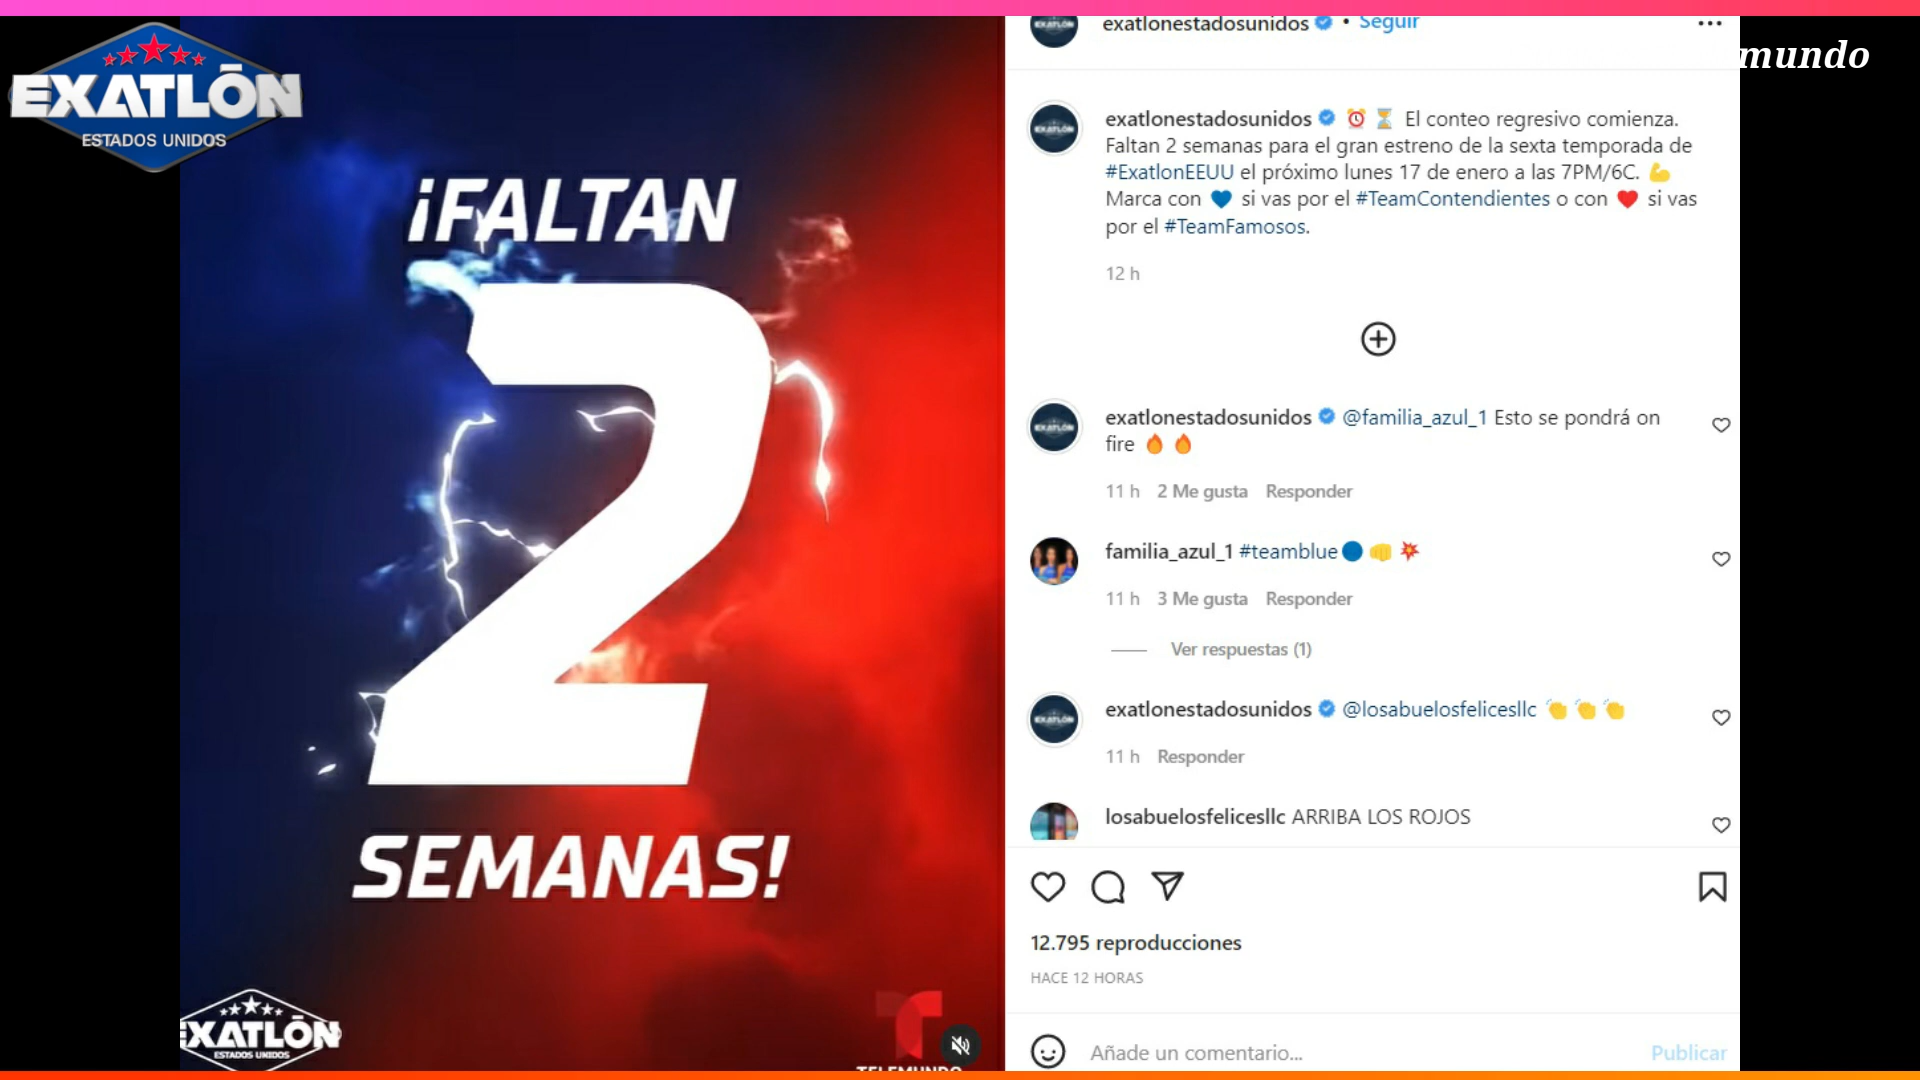 EXATLŌN
ESTADOS UNIDOS
¡FALTAN
2
SEMANAS!
EXATLŌN
ESTADOS UNIDOS
TELEMUNDO
exatlonestadosunidos • Seguir
mundo
exatlonestadosunidos ⏰ ⏳ El conteo regresivo comienza.
Faltan 2 semanas para el gran estreno de la sexta temporada de
#ExatlonEEUU el próximo lunes 17 de enero a las 7PM/6C. 💪
Marca con 💙 si vas por el #TeamContendientes o con ❤️ si vas
por el #TeamFamosos.
12 h
exatlonestadosunidos @familia_azul_1 Esto se pondrá on
fire 🔥 🔥
11 h 2 Me gusta Responder
familia_azul_1 #teamblue🔵 👊 💥
11 h 3 Me gusta Responder
Ver respuestas (1)
exatlonestadosunidos @losabuelosfelicesllc 👏 👏 👏
11 h Responder
losabuelosfelicesllc ARRIBA LOS ROJOS
12.795 reproducciones
HACE 12 HORAS
Añade un comentario... Publicar